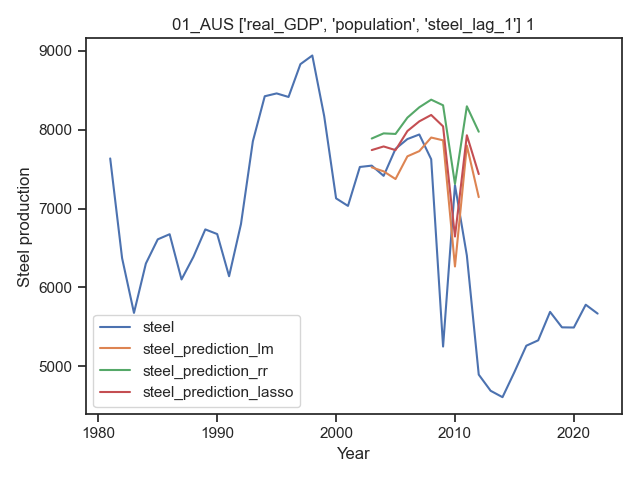 01_AUS ['real_GDP', 'population', 'steel_lag_1'] 1
9000
8000
7000
6000
5000
Steel production
steel
steel_prediction_lm
steel_prediction_rr
steel_prediction_lasso
1980
1990
2000
2010
2020
Year